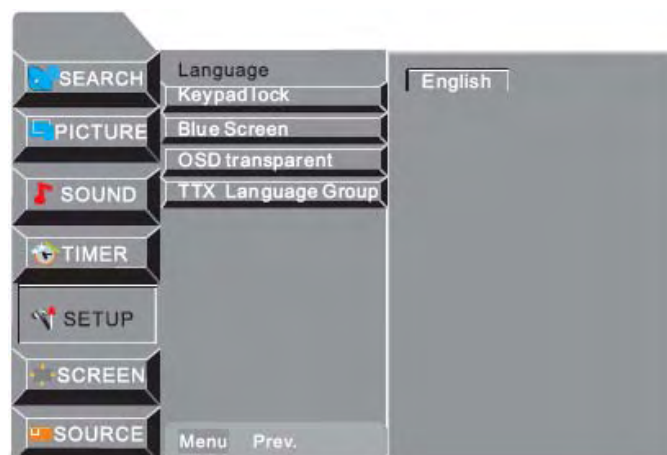 SEARCH
PICTURE
SOUND
TIMER
SETUP
SCREEN
SOURCE
Language
Keypad lock
Blue Screen
OSD transparent
TTX Language Group
Menu Prev.
English